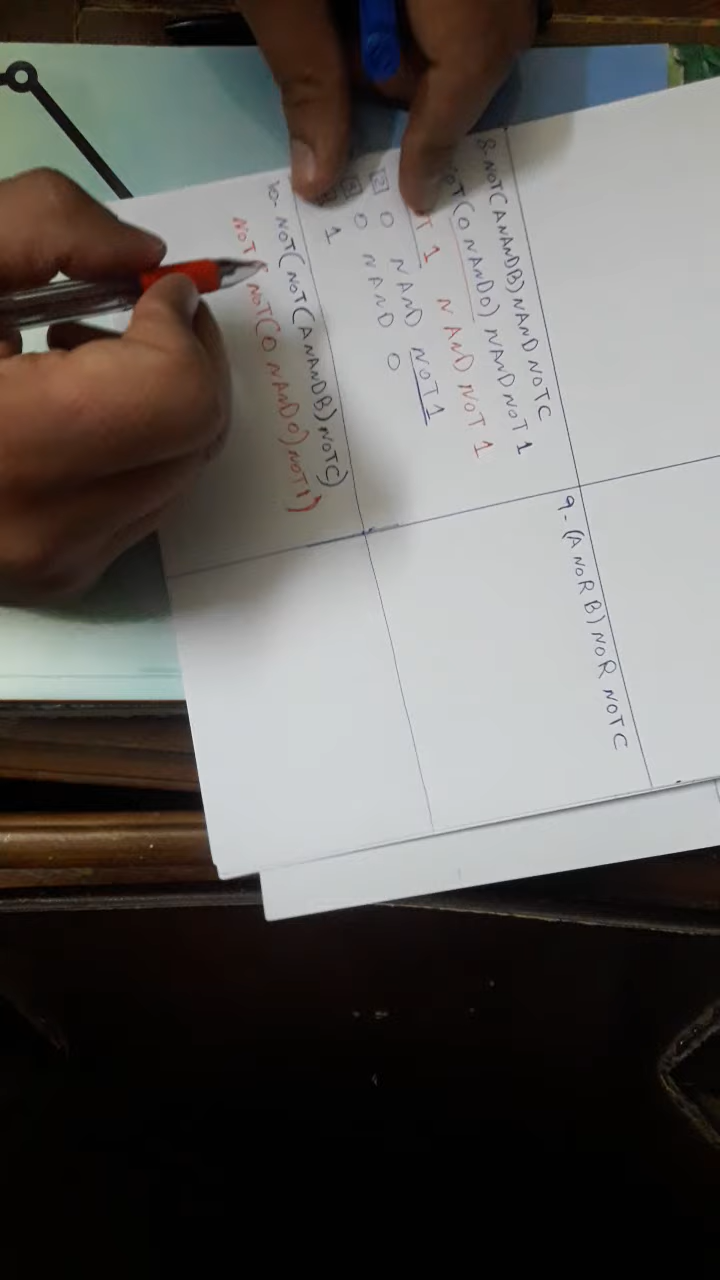 8- NOT(A NAND B) NAND NOT C
(0 NAND 0) NAND NOT 1
1 NAND NOT 1
2 0 NAND NOT 1
0 NAND 0
1
9- (A NOR B) NOR NOT C
10- NOT(NOT(A NAND B) NOT C)
NOT(NOT(0 NAND 0) NOT 1)